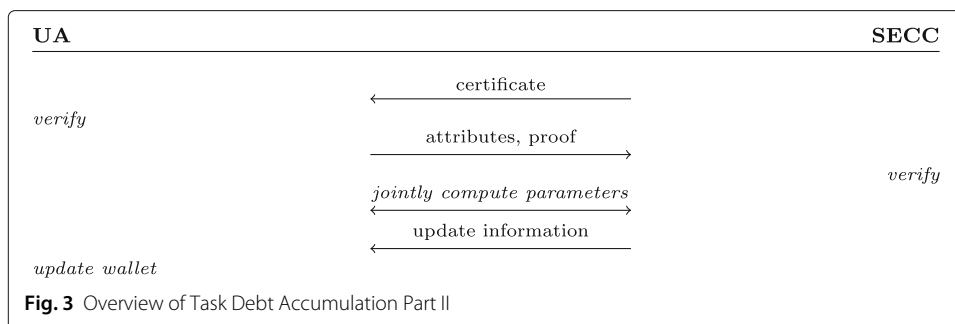 UA SECC
certificate
verify
attributes, proof
verify
jointly compute parameters
update information
update wallet
Fig. 3 Overview of Task Debt Accumulation Part II